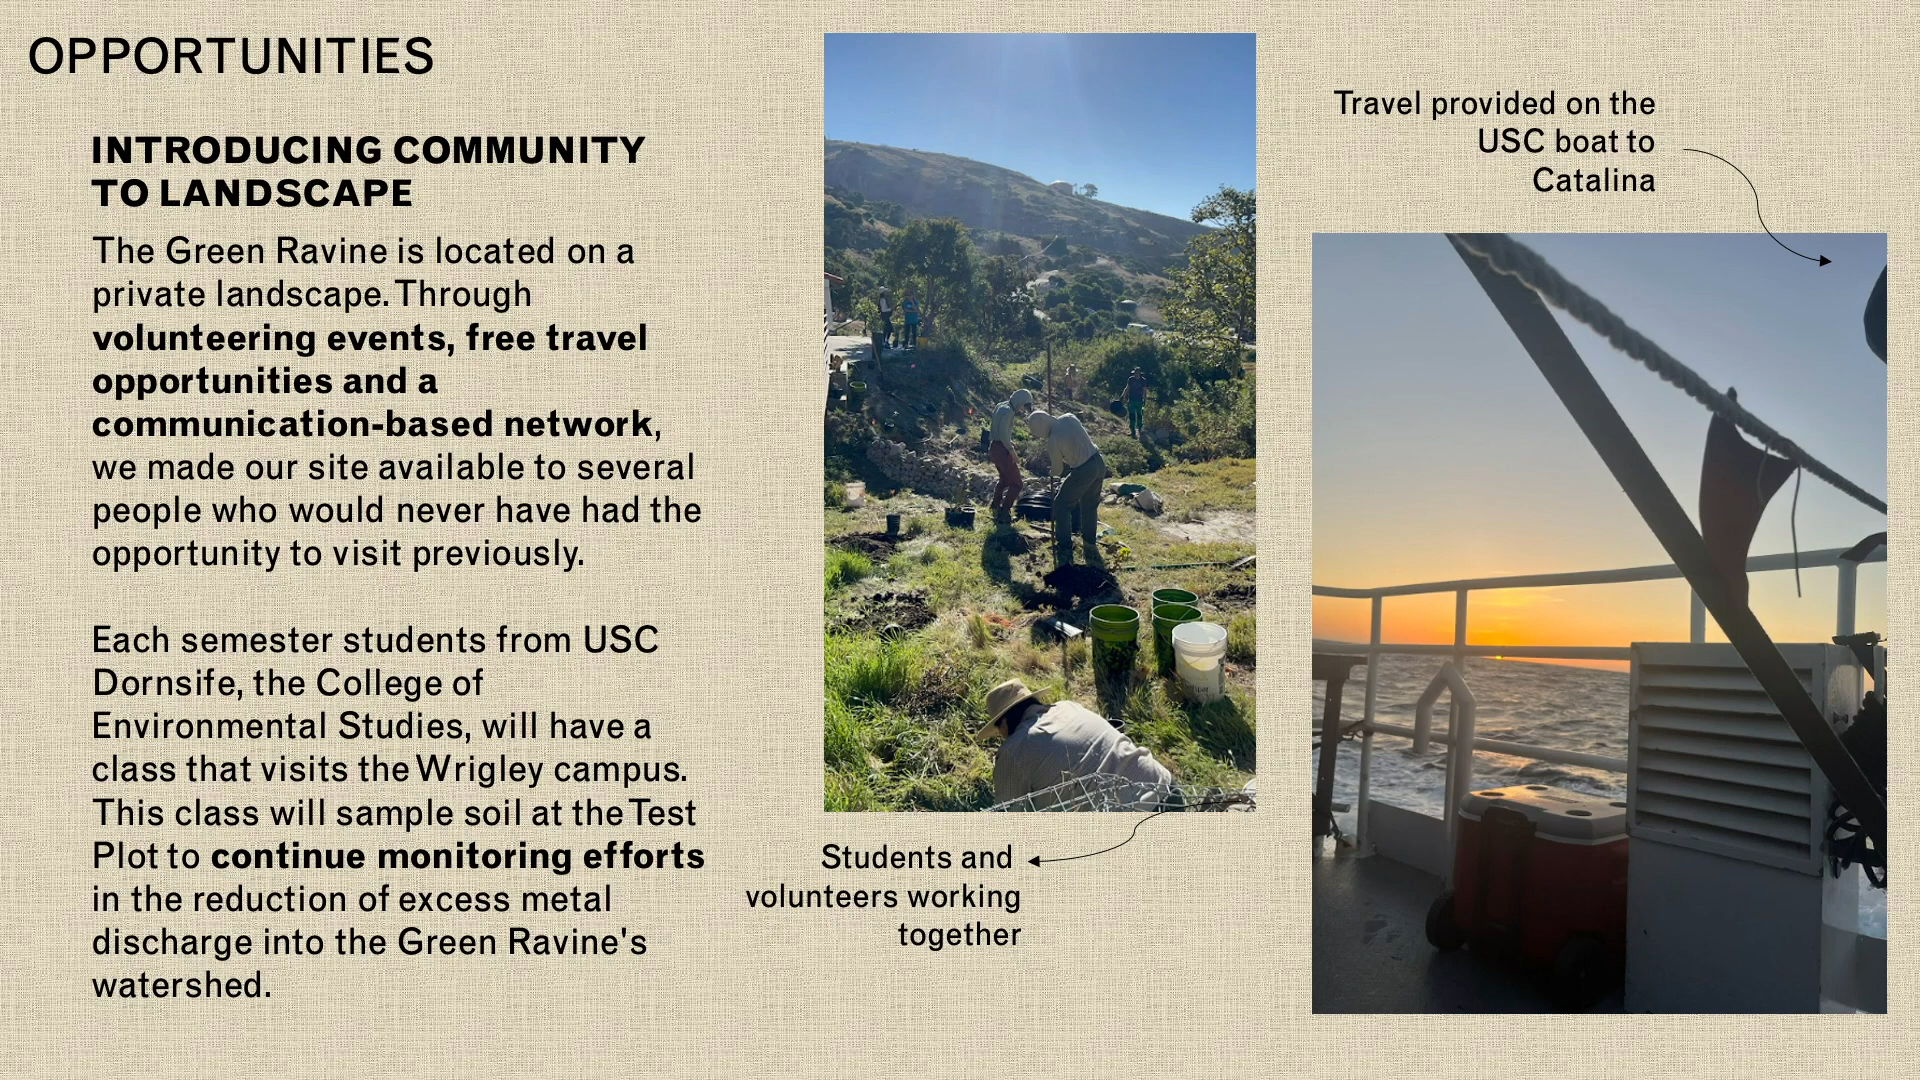 OPPORTUNITIES
INTRODUCING COMMUNITY
TO LANDSCAPE
The Green Ravine is located on a
private landscape. Through
volunteering events, free travel
opportunities and a
communication-based network,
we made our site available to several
people who would never have had the
opportunity to visit previously.
Each semester students from USC
Dornsife, the College of
Environmental Studies, will have a
class that visits the Wrigley campus.
This class will sample soil at the Test
Plot to continue monitoring efforts
in the reduction of excess metal
discharge into the Green Ravine's
watershed.
Students and
volunteers working
together
Travel provided on the
USC boat to
Catalina